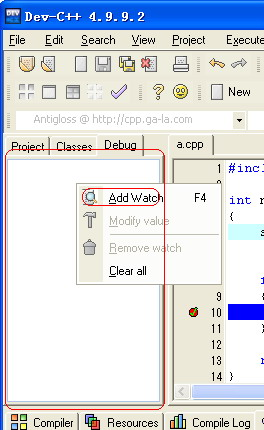 Dev-C++ 4.9.9.2
File Edit Search View Project Execute
New
Antigloss @ http://cpp.ga-la.com
Project Classes Debug
a.cpp
Add Watch F4
Modify value
Remove watch
Clear all
1 #incl
int
{
8
9 {
10
11 }
12
13
14 }
Compiler Resources Compile Log